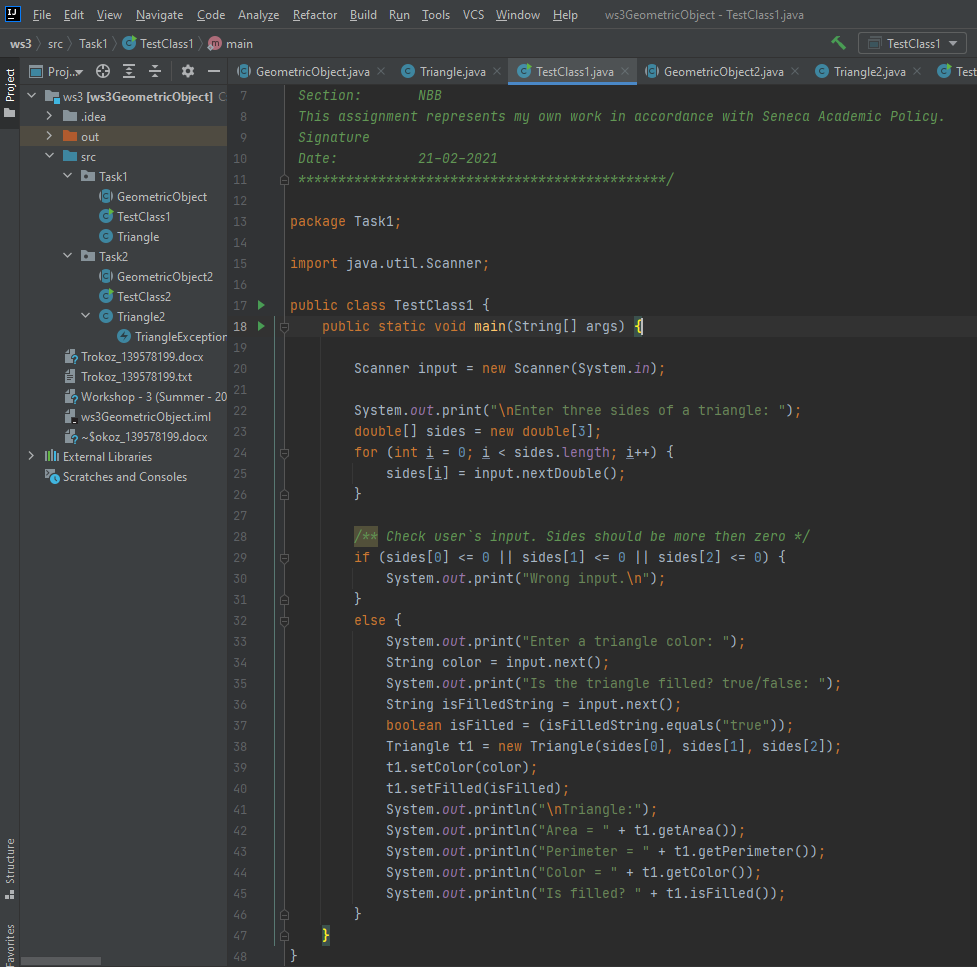 IJ File Edit View Navigate Code Analyze Refactor Build Run Tools VCS Window Help ws3GeometricObject - TestClass1.java
ws3 src Task1 TestClass1 main TestClass1
Proj... GeometricObject.java Triangle.java TestClass1.java GeometricObject2.java Triangle2.java Test
Project
ws3 [ws3GeometricObject]
.idea
out
src
Task1
GeometricObject
TestClass1
Triangle
Task2
GeometricObject2
TestClass2
Triangle2
TriangleException
Trokoz_139578199.docx
Trokoz_139578199.txt
Workshop - 3 (Summer - 20
ws3GeometricObject.iml
~$okoz_139578199.docx
External Libraries
Scratches and Consoles
Structure
Favorites
7 Section: NBB
8 This assignment represents my own work in accordance with Seneca Academic Policy.
9 Signature
10 Date: 21-02-2021
11 **********************************************/
12
13 package Task1;
14
15 import java.util.Scanner;
16
17 public class TestClass1 {
18 public static void main(String[] args) {
19
20 Scanner input = new Scanner(System.in);
21
22 System.out.print("\nEnter three sides of a triangle: ");
23 double[] sides = new double[3];
24 for (int i = 0; i < sides.length; i++) {
25 sides[i] = input.nextDouble();
26 }
27
28 /** Check user`s input. Sides should be more then zero */
29 if (sides[0] <= 0 || sides[1] <= 0 || sides[2] <= 0) {
30 System.out.print("Wrong input.\n");
31 }
32 else {
33 System.out.print("Enter a triangle color: ");
34 String color = input.next();
35 System.out.print("Is the triangle filled? true/false: ");
36 String isFilledString = input.next();
37 boolean isFilled = (isFilledString.equals("true"));
38 Triangle t1 = new Triangle(sides[0], sides[1], sides[2]);
39 t1.setColor(color);
40 t1.setFilled(isFilled);
41 System.out.println("\nTriangle:");
42 System.out.println("Area = " + t1.getArea());
43 System.out.println("Perimeter = " + t1.getPerimeter());
44 System.out.println("Color = " + t1.getColor());
45 System.out.println("Is filled? " + t1.isFilled());
46 }
47 }
48 }